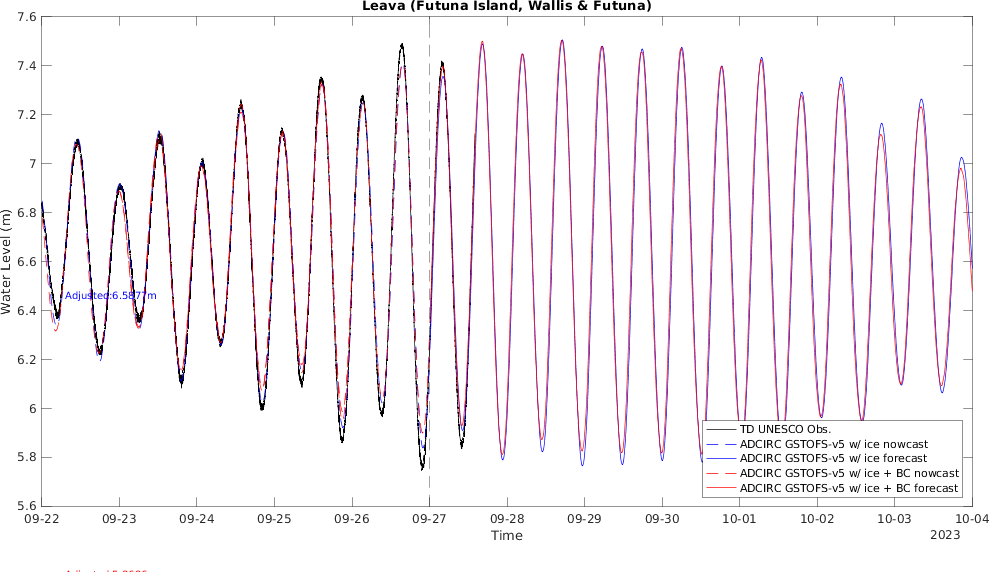 Leava (Futuna Island, Wallis & Futuna)
7.6
7.4
7.2
7
6.8
6.6
6.4
6.2
6
5.8
5.6
Water Level (m)
Adjusted:6.5877m
TD UNESCO Obs.
ADCIRC GSTOFS-v5 w/ ice nowcast
ADCIRC GSTOFS-v5 w/ ice forecast
ADCIRC GSTOFS-v5 w/ ice + BC nowcast
ADCIRC GSTOFS-v5 w/ ice + BC forecast
09-22 09-23 09-24 09-25 09-26 09-27 09-28 09-29 09-30 10-01 10-02 10-03 10-04
Time
2023